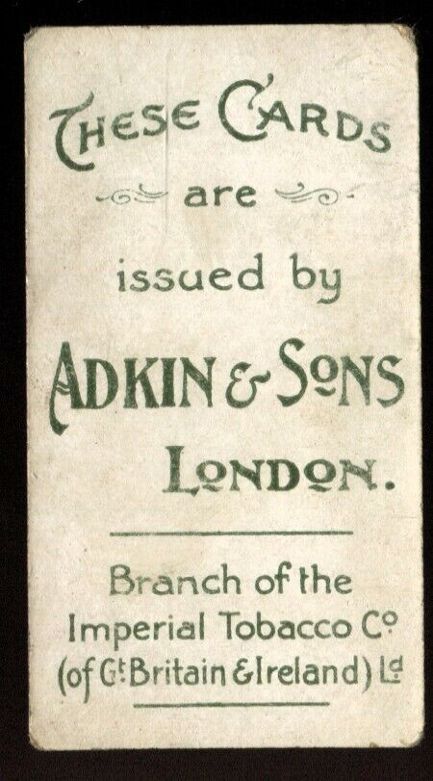 THESE CARDS
are
issued by
ADKIN & SONS
LONDON.
Branch of the
Imperial Tobacco Co
(of Gt Britain & Ireland) Ld